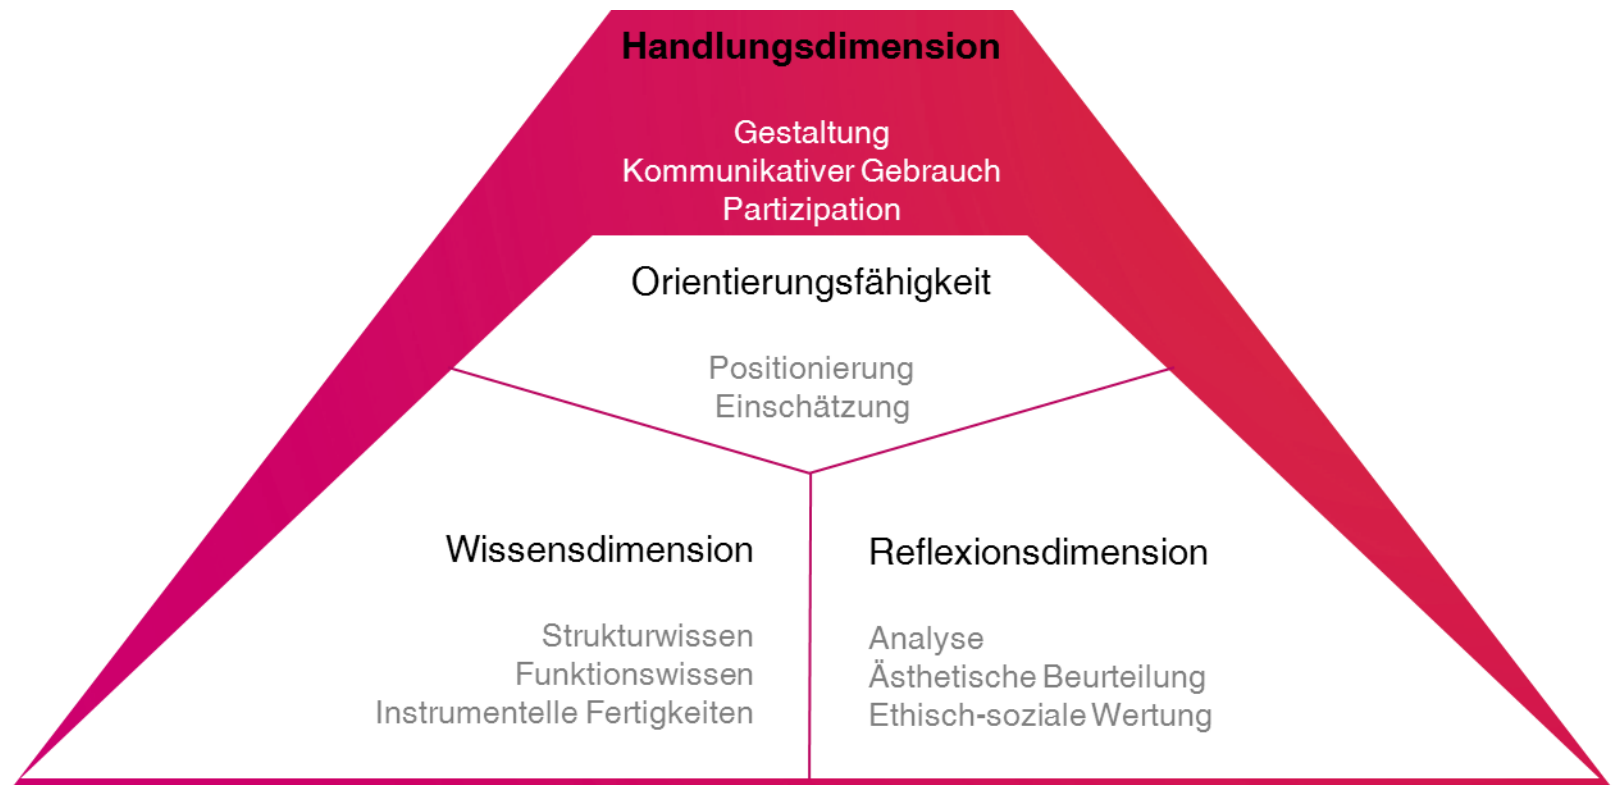 Handlungsdimension
Gestaltung
Kommunikativer Gebrauch
Partizipation
Orientierungsfähigkeit
Positionierung
Einschätzung
Wissensdimension
Strukturwissen
Funktionswissen
Instrumentelle Fertigkeiten
Reflexionsdimension
Analyse
Ästhetische Beurteilung
Ethisch-soziale Wertung